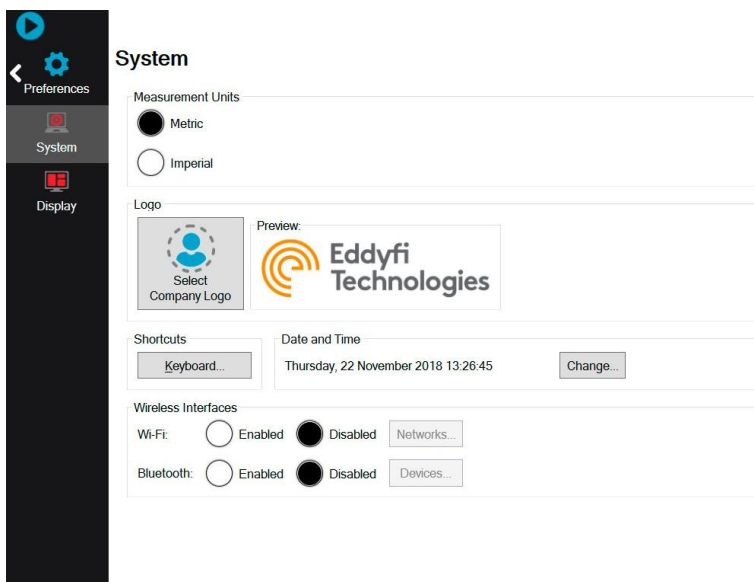 Preferences
System
Display
System
Measurement Units
Metric
Imperial
Logo
Select
Company Logo
Preview:
Eddyfi
Technologies
Shortcuts
Keyboard...
Date and Time
Thursday, 22 November 2018 13:26:45
Change...
Wireless Interfaces
Wi-Fi: Enabled Disabled Networks...
Bluetooth: Enabled Disabled Devices...